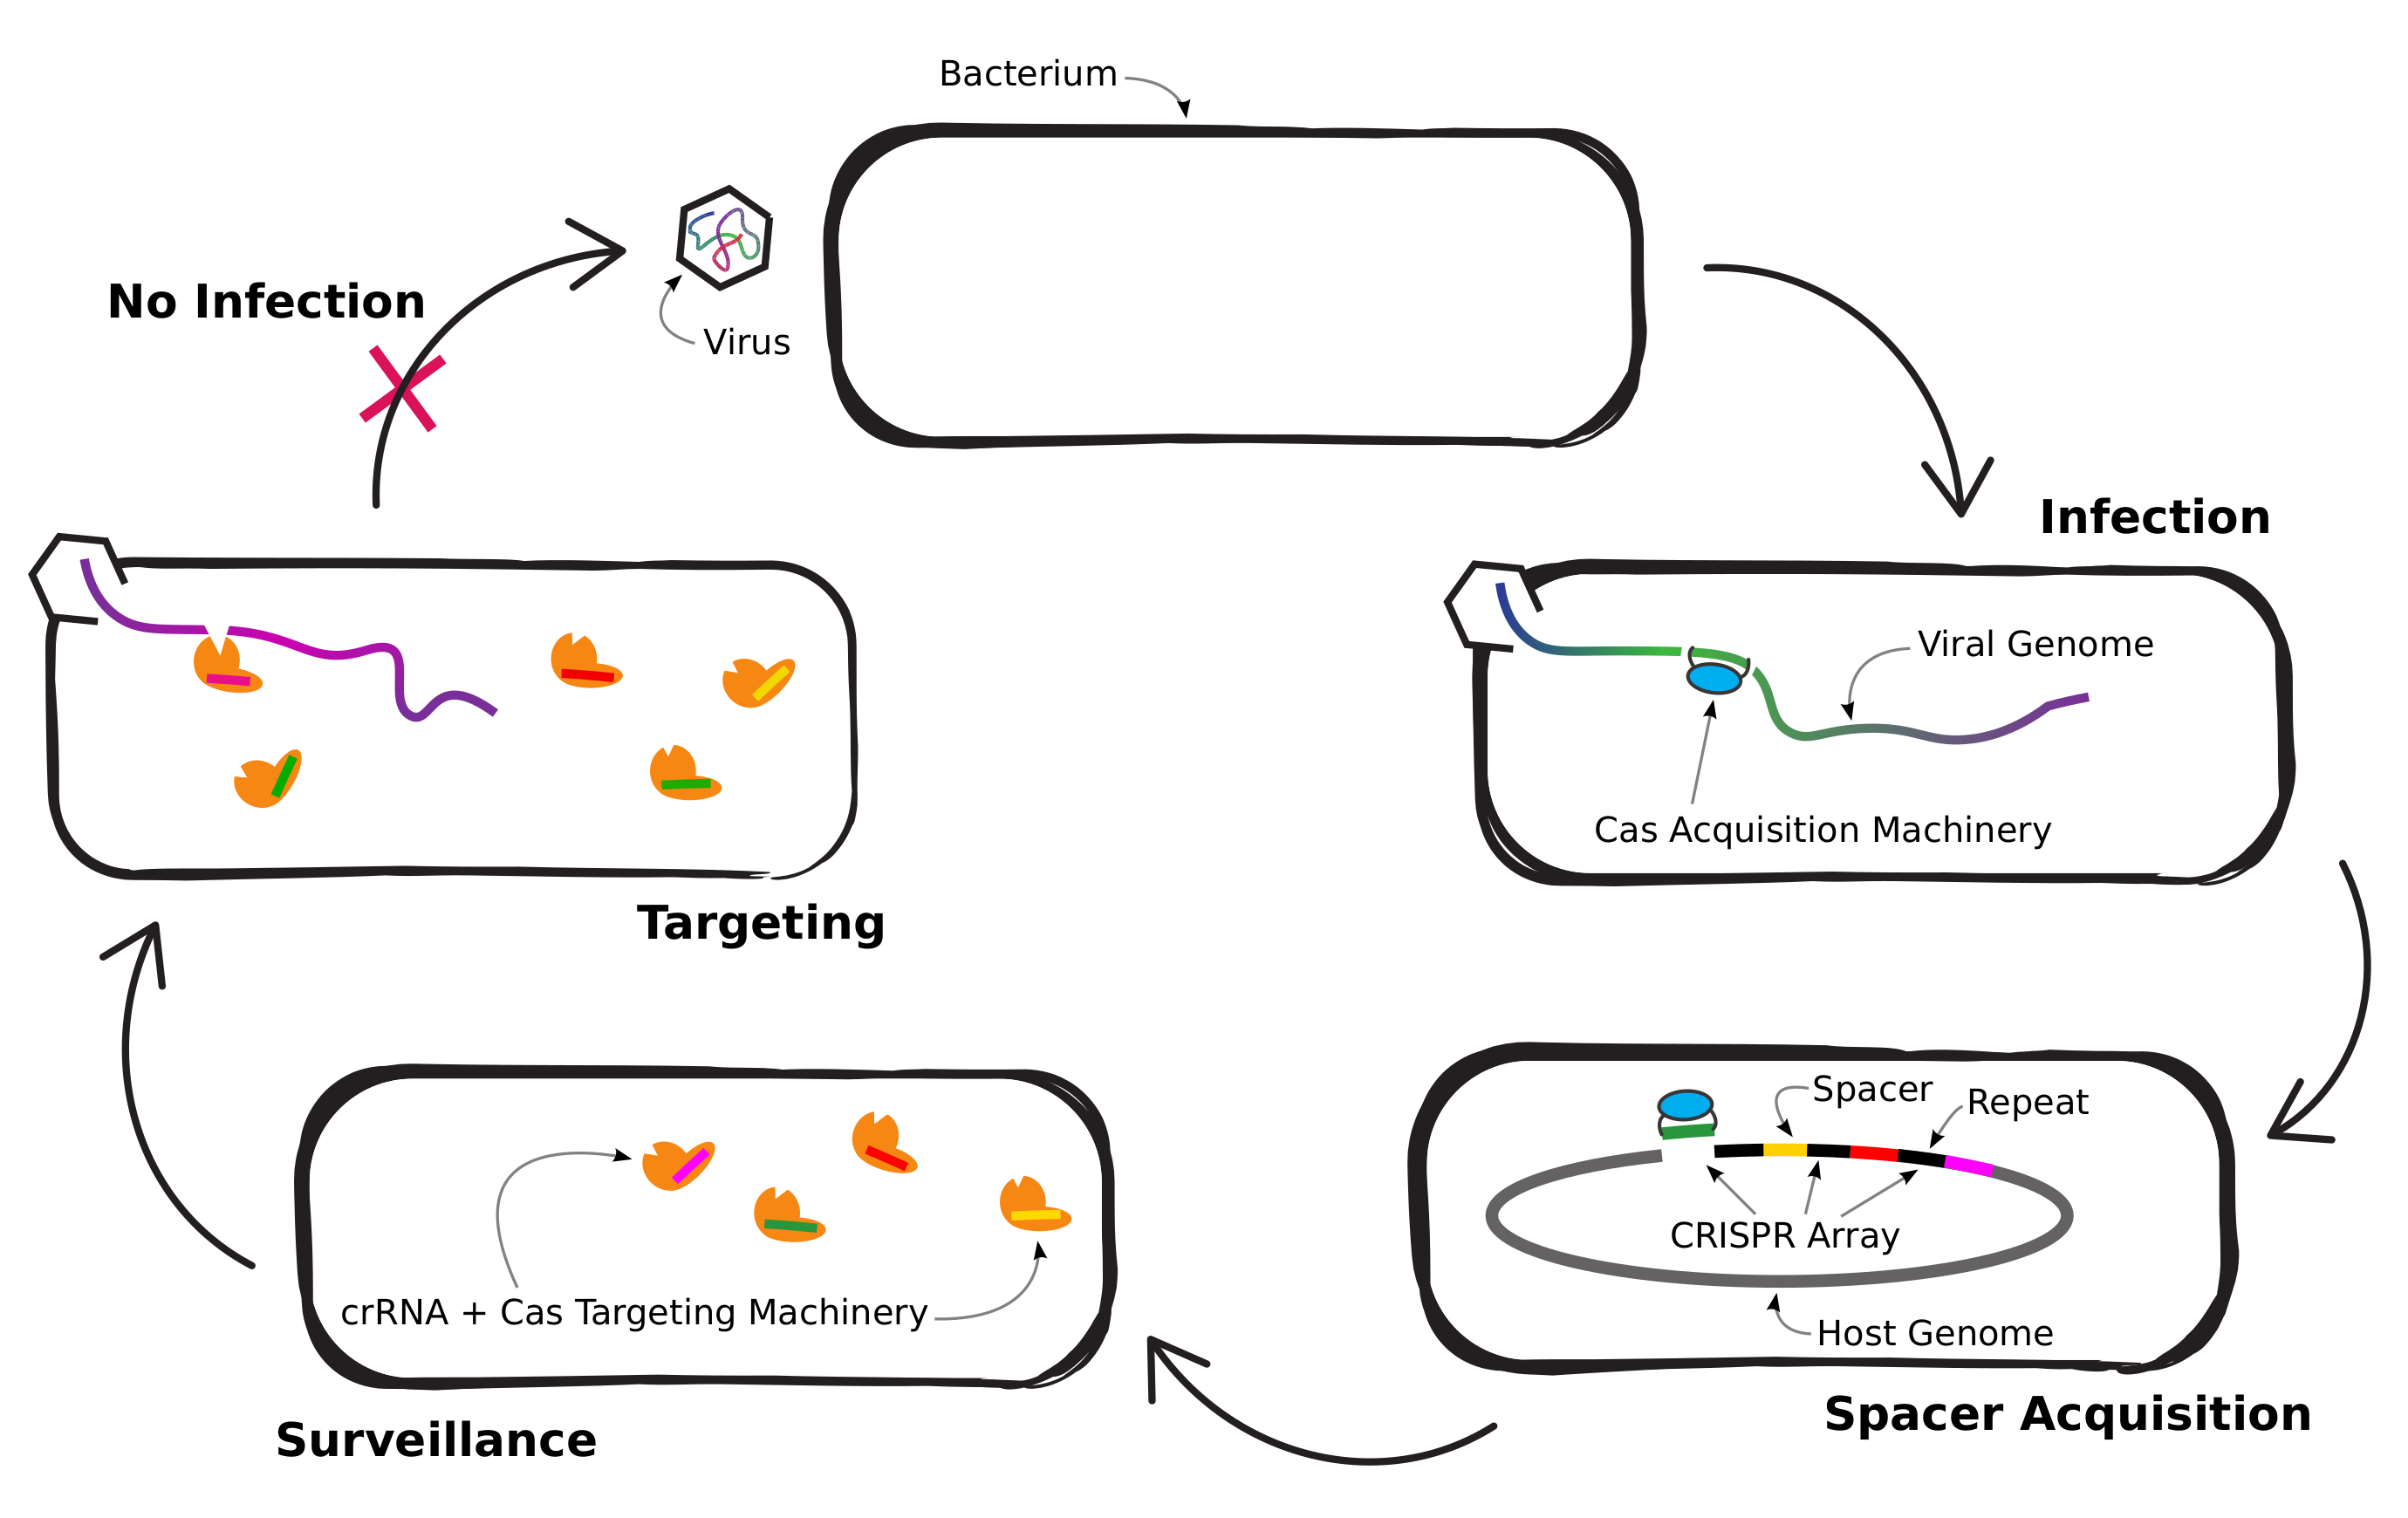 Bacterium
Virus
No Infection
Infection
Viral Genome
Cas Acquisition Machinery
Targeting
Spacer
Repeat
CRISPR Array
Host Genome
Spacer Acquisition
crRNA + Cas Targeting Machinery
Surveillance